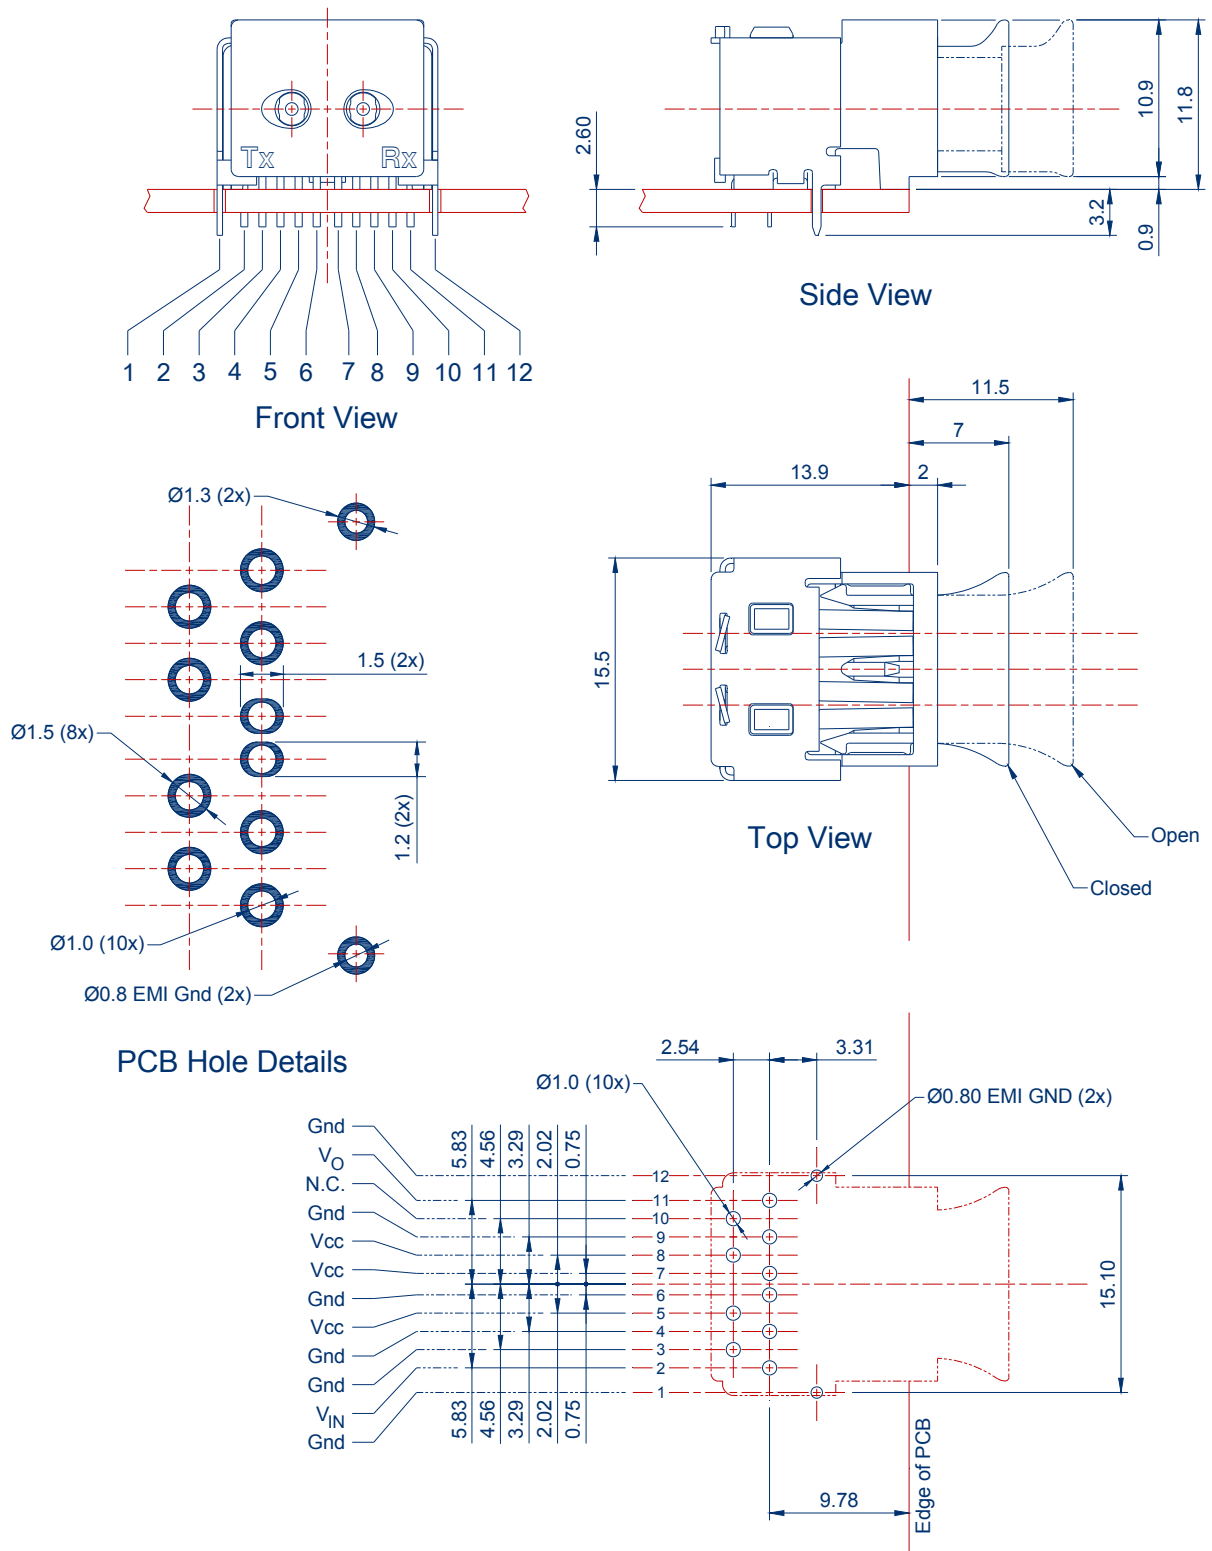 Tx Rx
1 2 3 4 5 6 7 8 9 10 11 12
Front View
2.60
10.9
11.8
3.2
0.9
Side View
11.5
7
13.9
2
15.5
Top View
Open
Closed
Ø1.3 (2x)
1.5 (2x)
Ø1.5 (8x)
1.2 (2x)
Ø1.0 (10x)
Ø0.8 EMI Gnd (2x)
PCB Hole Details
2.54
3.31
Ø1.0 (10x)
Ø0.80 EMI GND (2x)
Gnd
VO
N.C.
Gnd
Vcc
Vcc
Gnd
Vcc
Gnd
Gnd
VIN
Gnd
5.83
4.56
3.29
2.02
0.75
5.83
4.56
3.29
2.02
0.75
12
11
10
9
8
7
6
5
4
3
2
1
15.10
9.78
Edge of PCB